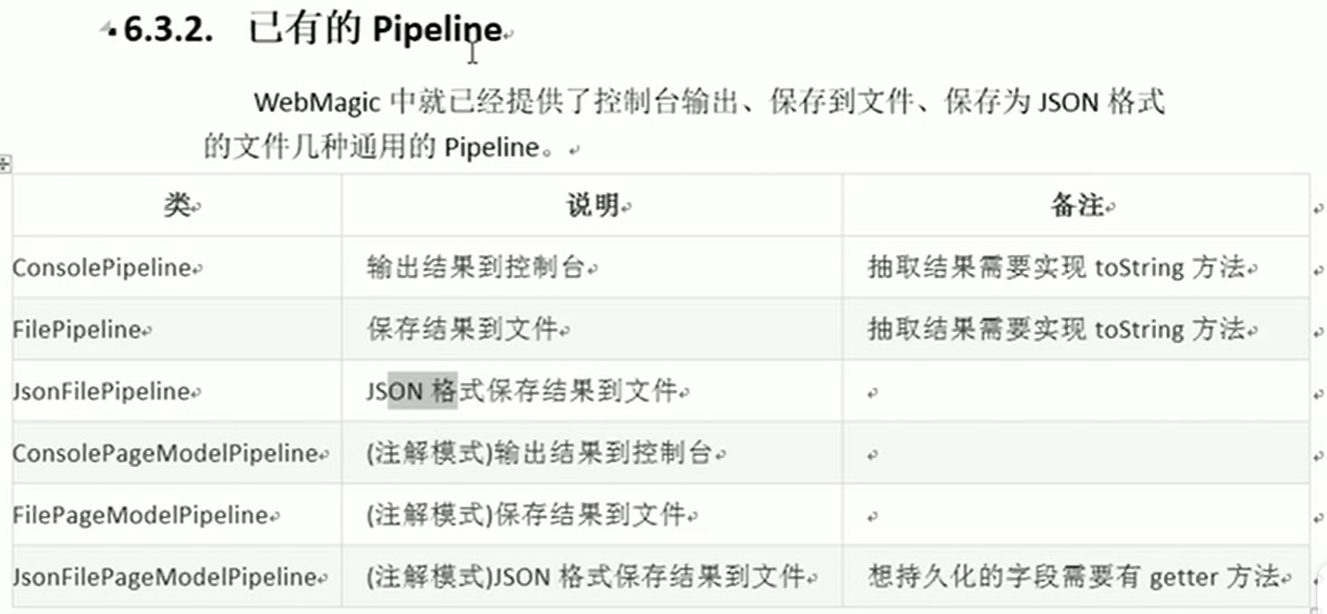 6.3.2. 已有的 Pipeline
WebMagic 中就已经提供了控制台输出、保存到文件、保存为 JSON 格式
的文件几种通用的 Pipeline。
类 说明 备注
ConsolePipeline 输出结果到控制台 抽取结果需要实现 toString 方法
FilePipeline 保存结果到文件 抽取结果需要实现 toString 方法
JsonFilePipeline JSON 格式保存结果到文件
ConsolePageModelPipeline (注解模式)输出结果到控制台
FilePageModelPipeline (注解模式)保存结果到文件
JsonFilePageModelPipeline (注解模式)JSON 格式保存结果到文件 想持久化的字段需要有 getter 方法